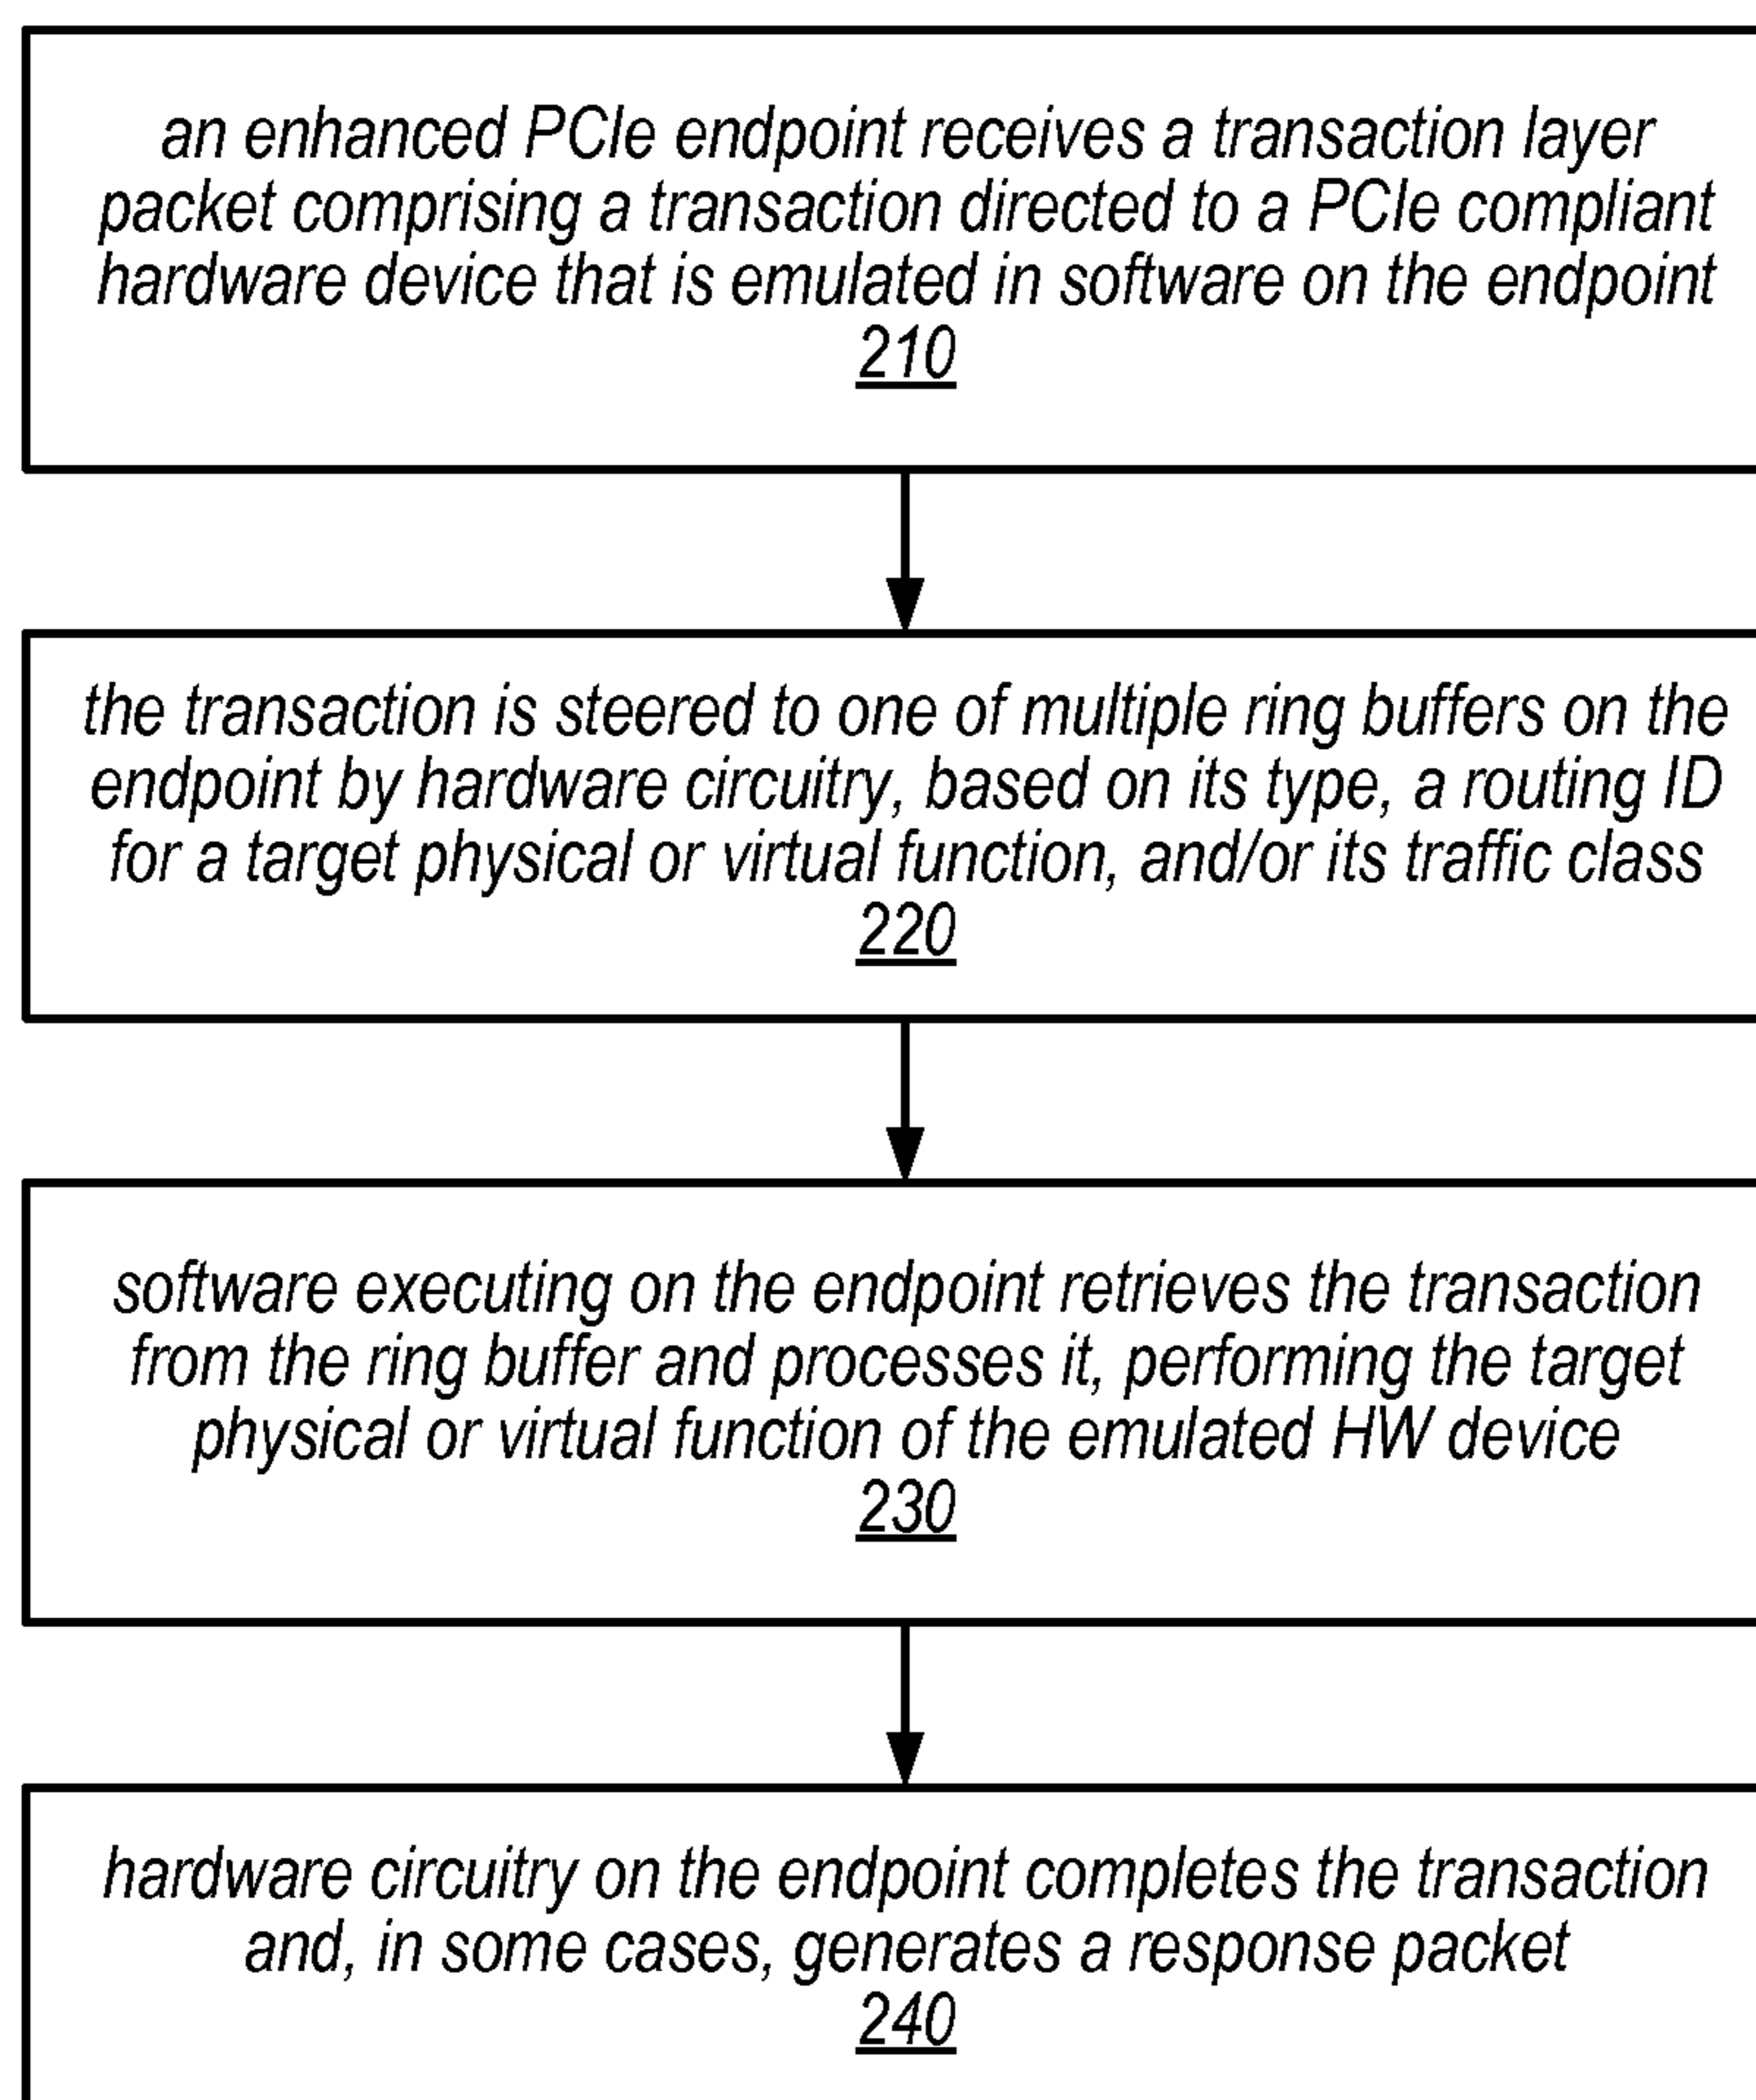 an enhanced PCIe endpoint receives a transaction layer
packet comprising a transaction directed to a PCIe compliant
hardware device that is emulated in software on the endpoint
210
the transaction is steered to one of multiple ring buffers on the
endpoint by hardware circuitry, based on its type, a routing ID
for a target physical or virtual function, and/or its traffic class
220
software executing on the endpoint retrieves the transaction
from the ring buffer and processes it, performing the target
physical or virtual function of the emulated HW device
230
hardware circuitry on the endpoint completes the transaction
and, in some cases, generates a response packet
240